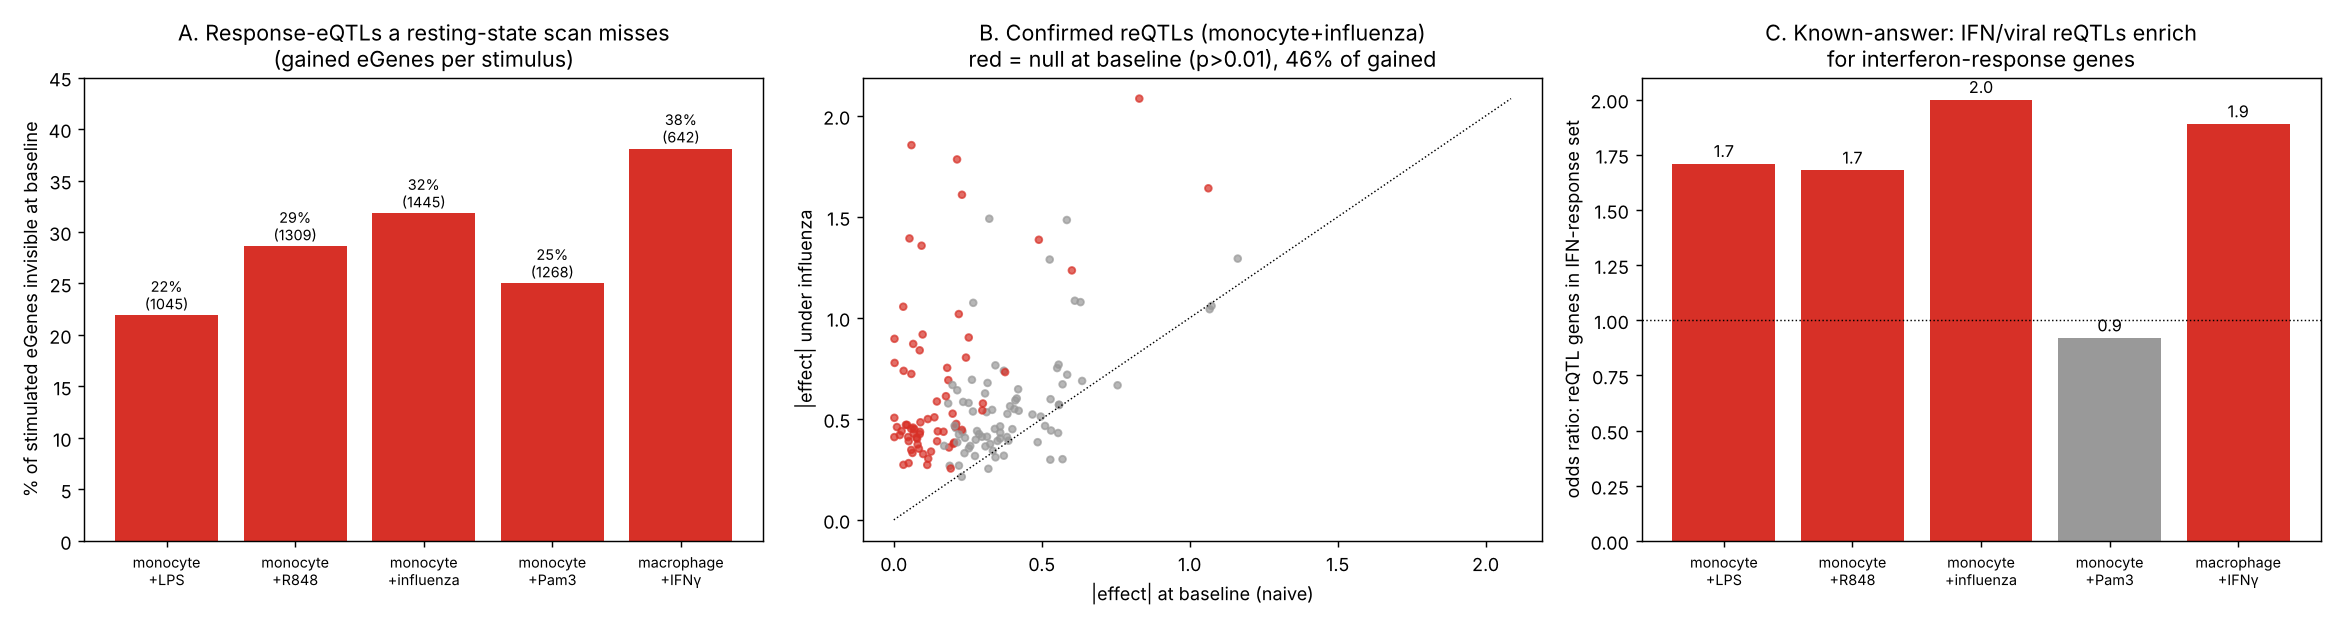 A. Response-eQTLs a resting-state scan misses
(gained eGenes per stimulus)
% of stimulated eGenes invisible at baseline
45
40
35
30
25
20
15
10
5
0
22%
(1045)
29%
(1309)
32%
(1445)
25%
(1268)
38%
(642)
monocyte
+LPS
monocyte
+R848
monocyte
+influenza
monocyte
+Pam3
macrophage
+IFNγ
B. Confirmed reQTLs (monocyte+influenza)
red = null at baseline (p>0.01), 46% of gained
|effect| under influenza
2.0
1.5
1.0
0.5
0.0
0.0
0.5
1.0
1.5
2.0
|effect| at baseline (naive)
C. Known-answer: IFN/viral reQTLs enrich
for interferon-response genes
odds ratio: reQTL genes in IFN-response set
2.00
1.75
1.50
1.25
1.00
0.75
0.50
0.25
0.00
1.7
1.7
2.0
0.9
1.9
monocyte
+LPS
monocyte
+R848
monocyte
+influenza
monocyte
+Pam3
macrophage
+IFNγ